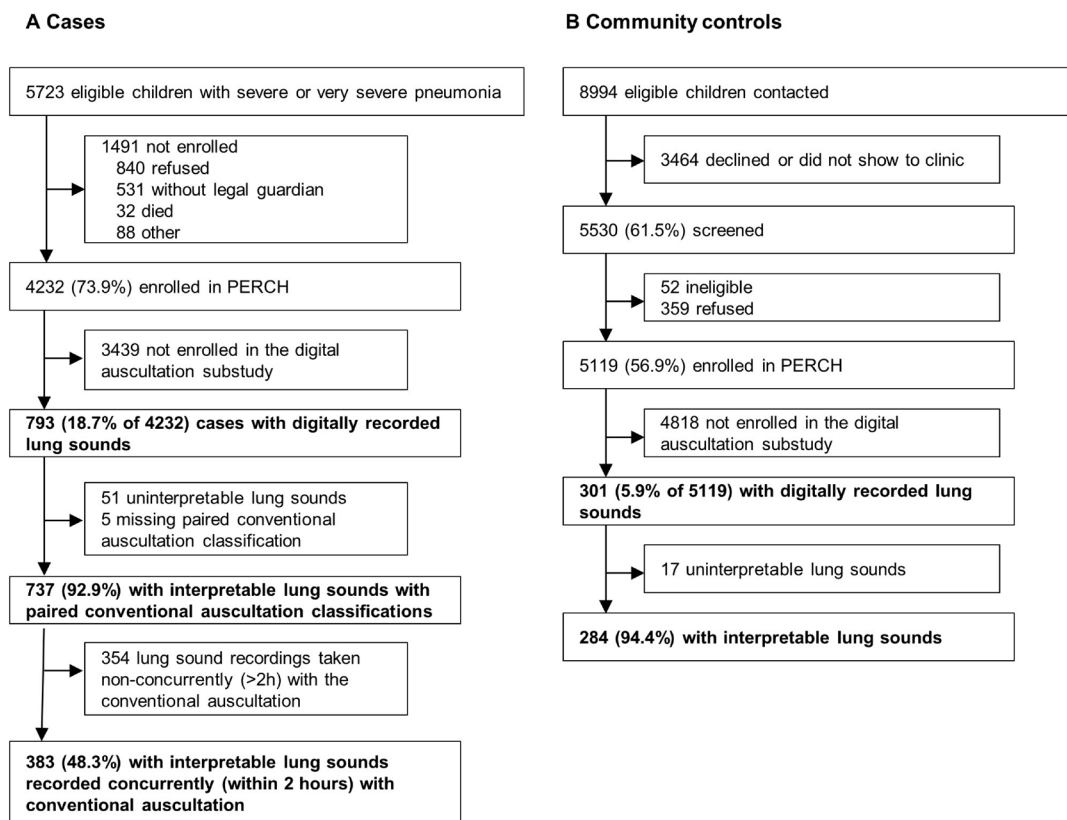 A Cases
5723 eligible children with severe or very severe pneumonia
1491 not enrolled
840 refused
531 without legal guardian
32 died
88 other
4232 (73.9%) enrolled in PERCH
3439 not enrolled in the digital
auscultation substudy
793 (18.7% of 4232) cases with digitally recorded
lung sounds
51 uninterpretable lung sounds
5 missing paired conventional
auscultation classification
737 (92.9%) with interpretable lung sounds with
paired conventional auscultation classifications
354 lung sound recordings taken
non-concurrently (>2h) with the
conventional auscultation
383 (48.3%) with interpretable lung sounds
recorded concurrently (within 2 hours) with
conventional auscultation
B Community controls
8994 eligible children contacted
3464 declined or did not show to clinic
5530 (61.5%) screened
52 ineligible
359 refused
5119 (56.9%) enrolled in PERCH
4818 not enrolled in the digital
auscultation substudy
301 (5.9% of 5119) with digitally recorded lung
sounds
17 uninterpretable lung sounds
284 (94.4%) with interpretable lung sounds